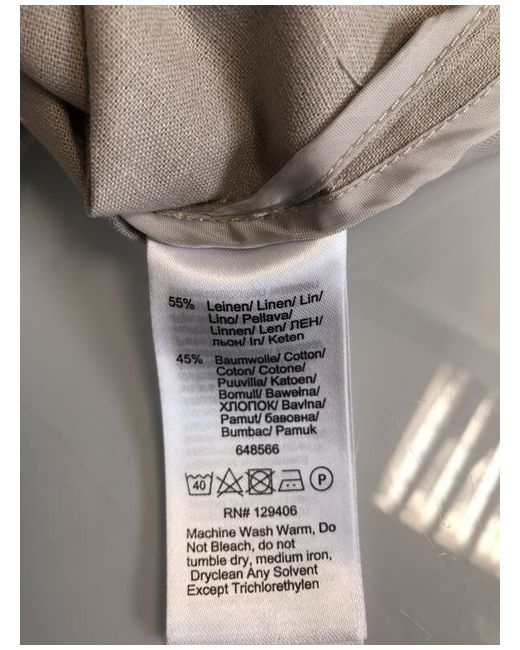 55% Leinen/ Linen/ Lin/
Lino/ Pellava/
Linnen/ Len/ ЛЕН/
льон/ In/ Keten
45% Baumwolle/ Cotton/
Coton/ Cotone/
Puuvilla/ Katoen/
Bomull/ Bawełna/
ХЛОПОК/ Bavlna/
Pamut/ бавовна/
Bumbac/ Pamuk
648566
40 P
RN# 129406
Machine Wash Warm, Do
Not Bleach, do not
tumble dry, medium iron,
Dryclean Any Solvent
Except Trichlorethylen